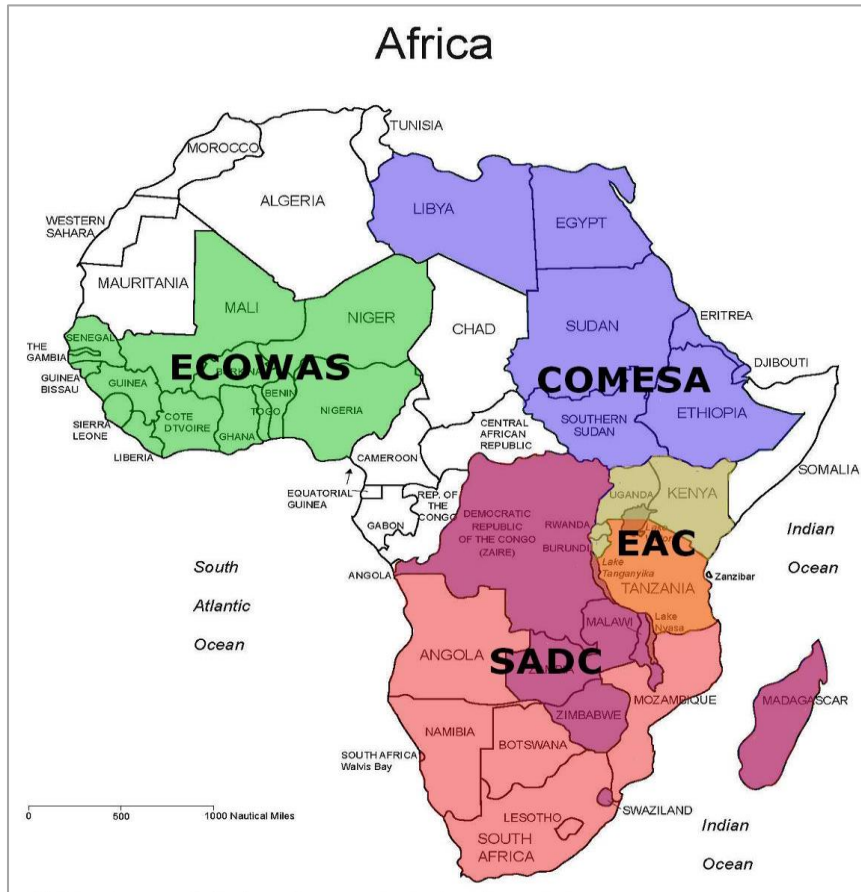 Africa
TUNISIA
MOROCCO
ALGERIA
LIBYA
EGYPT
WESTERN
SAHARA
MAURITANIA
MALI
NIGER
CHAD
SUDAN
ERITREA
SENEGAL
THE
GAMBIA
GUINEA
BISSAU
GUINEA
ECOWAS
BENIN
TOGO
NIGERIA
COTE
D'TVOIRE
GHANA
SIERRA
LEONE
LIBERIA
COMESA
DJIBOUTI
ETHIOPIA
SOUTHERN
SUDAN
CENTRAL
AFRICAN
REPUBLIC
CAMEROON
SOMALIA
EQUATORIAL
GUINEA
REP. OF
THE
CONGO
GABON
UGANDA
KENYA
DEMOCRATIC
REPUBLIC
OF THE CONGO
(ZAIRE)
RWANDA
BURUNDI
EAC
Lake
Lake
Tanganyika
TANZANIA
Zanzibar
Indian
Ocean
ANGOLA
South
Atlantic
Ocean
Lake
Nyasa
MALAWI
ANGOLA
SADC
MOZAMBIQUE
MADAGASCAR
ZIMBABWE
NAMIBIA
BOTSWANA
SOUTH AFRICA
Walvis Bay
SWAZILAND
LESOTHO
SOUTH
AFRICA
0 500 1000 Nautical Miles
Indian
Ocean